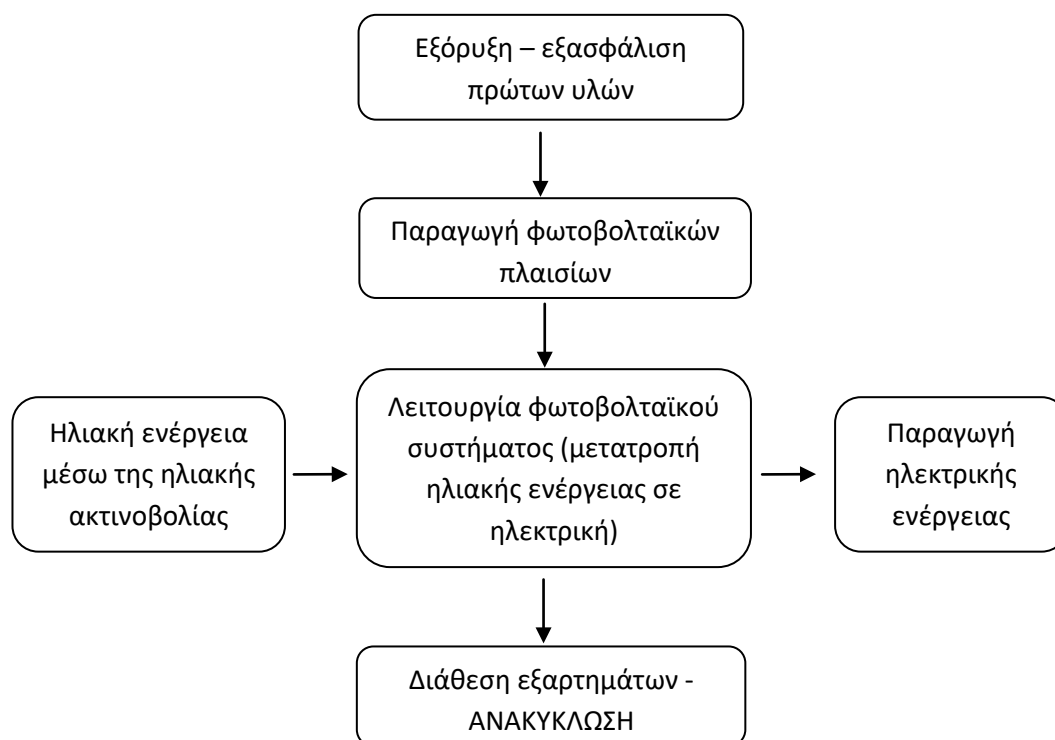 Εξόρυξη – εξασφάλιση
πρώτων υλών
Παραγωγή φωτοβολταϊκών
πλαισίων
Ηλιακή ενέργεια
μέσω της ηλιακής
ακτινοβολίας
Λειτουργία φωτοβολταϊκού
συστήματος (μετατροπή
ηλιακής ενέργειας σε
ηλεκτρική)
Παραγωγή
ηλεκτρικής
ενέργειας
Διάθεση εξαρτημάτων -
ΑΝΑΚΥΚΛΩΣΗ